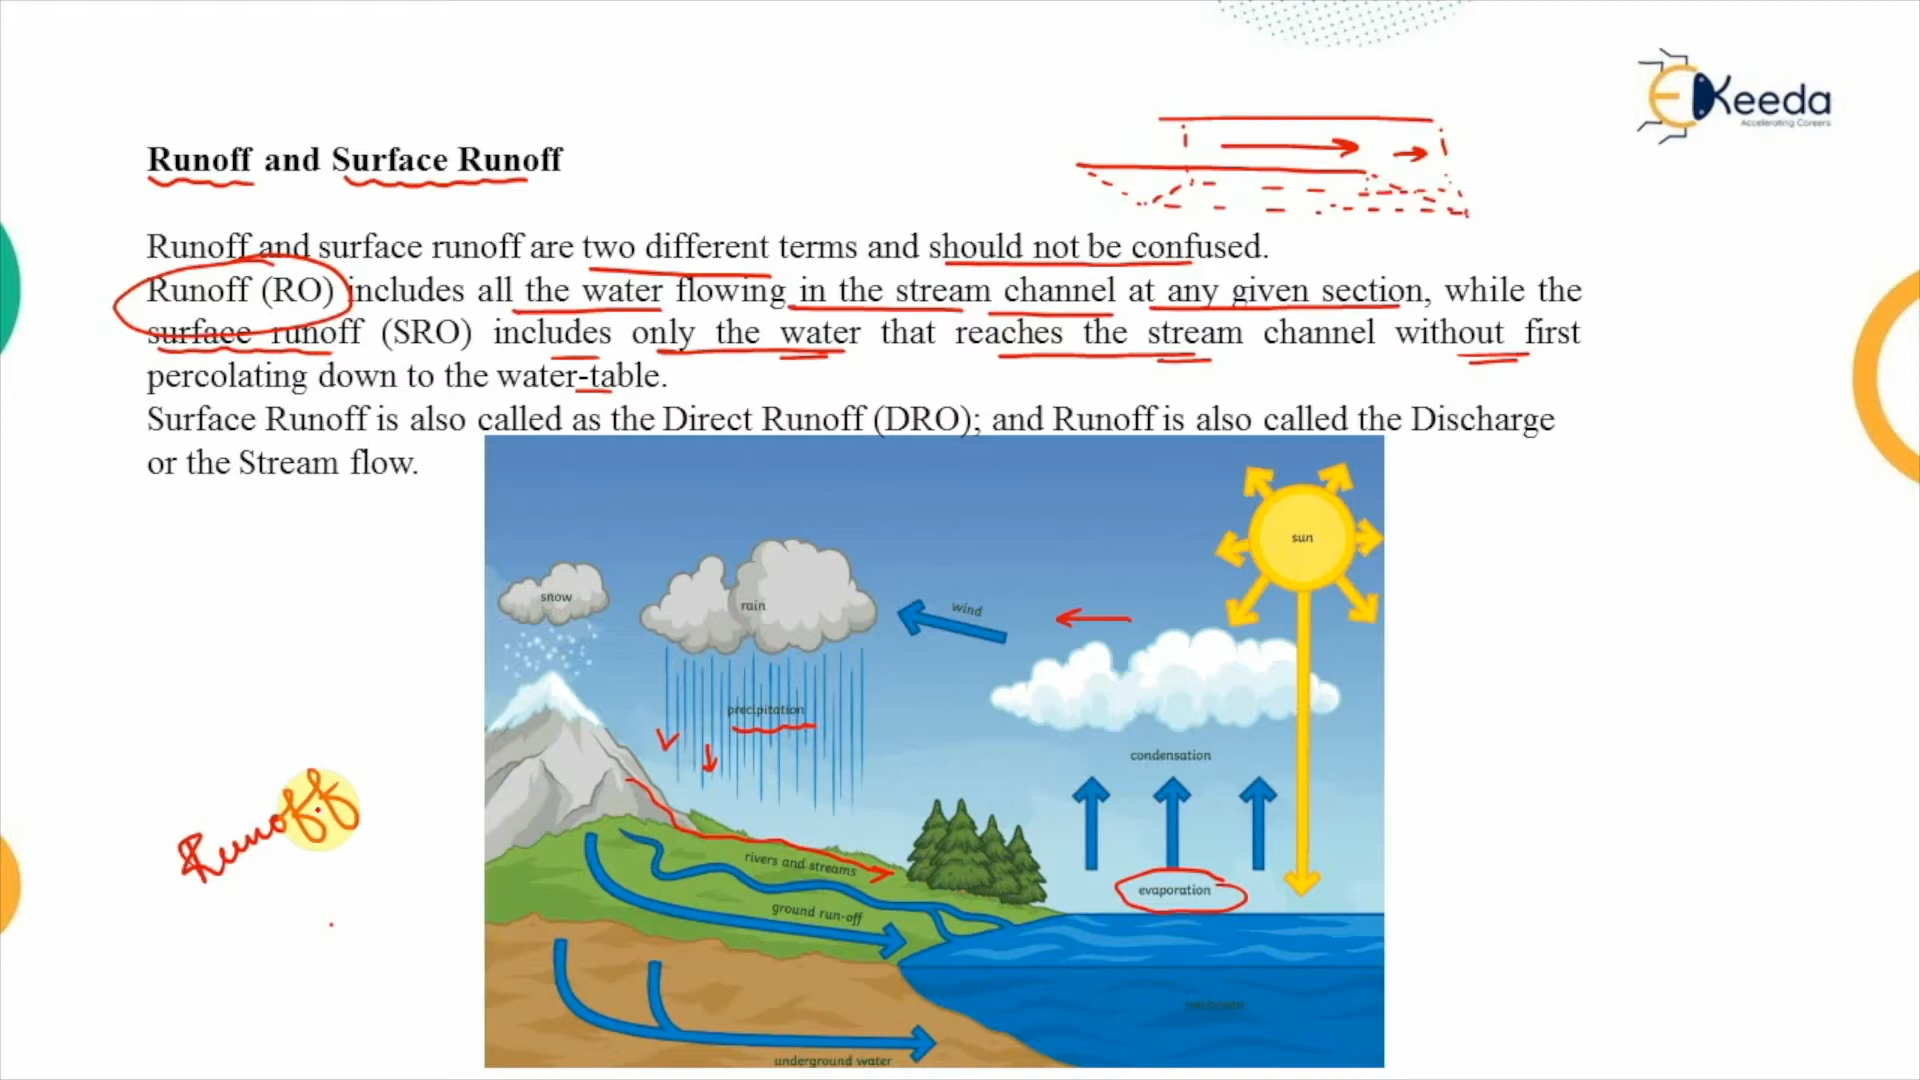 Keeda
Accelerating Careers
Runoff and Surface Runoff
Runoff and surface runoff are two different terms and should not be confused.
Runoff (RO) includes all the water flowing in the stream channel at any given section, while the
surface runoff (SRO) includes only the water that reaches the stream channel without first
percolating down to the water-table.
Surface Runoff is also called as the Direct Runoff (DRO); and Runoff is also called the Discharge
or the Stream flow.
sun
snow
rain
wind
precipitation
condensation
Runoff
rivers and streams
evaporation
ground run-off
underground water